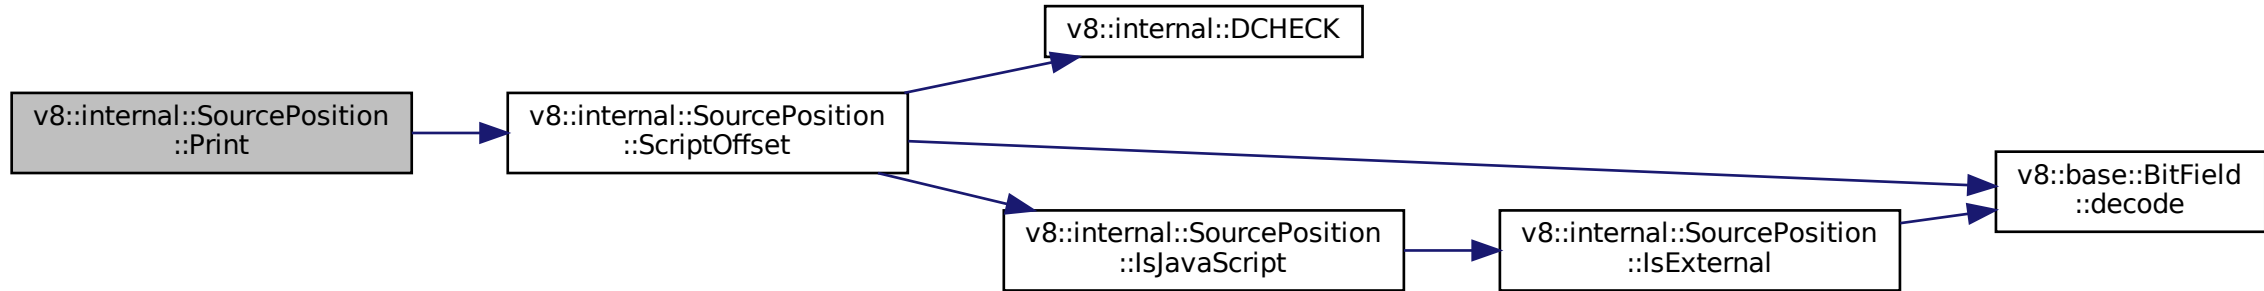 v8::internal::DCHECK
v8::internal::SourcePosition
::Print
v8::internal::SourcePosition
::ScriptOffset
v8::base::BitField
::decode
v8::internal::SourcePosition
::IsJavaScript
v8::internal::SourcePosition
::IsExternal